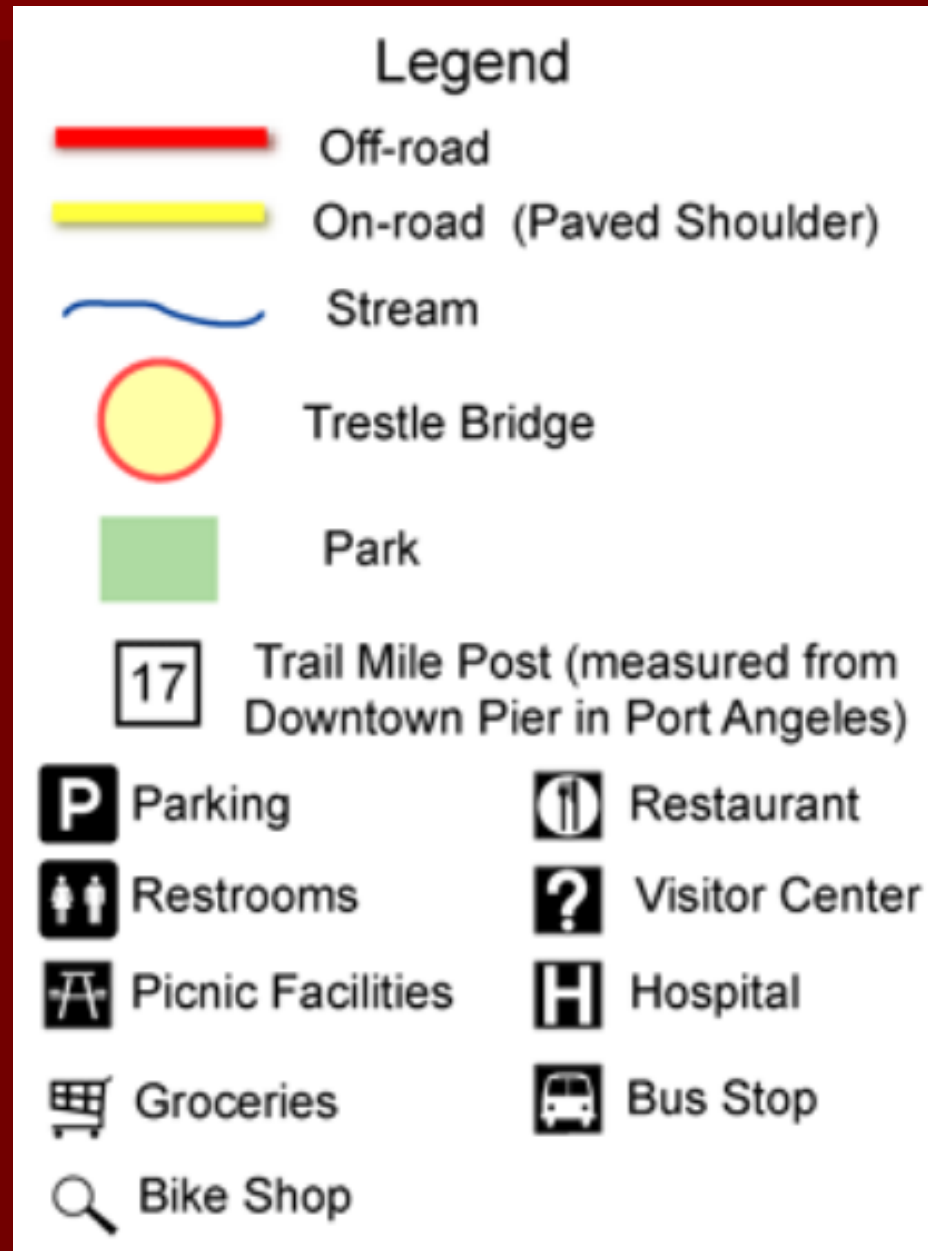 Legend
Off-road
On-road (Paved Shoulder)
Stream
Trestle Bridge
Park
17
Trail Mile Post (measured from
Downtown Pier in Port Angeles)
P Parking
Restaurant
Restrooms
? Visitor Center
Picnic Facilities
H Hospital
Groceries
Bus Stop
Bike Shop